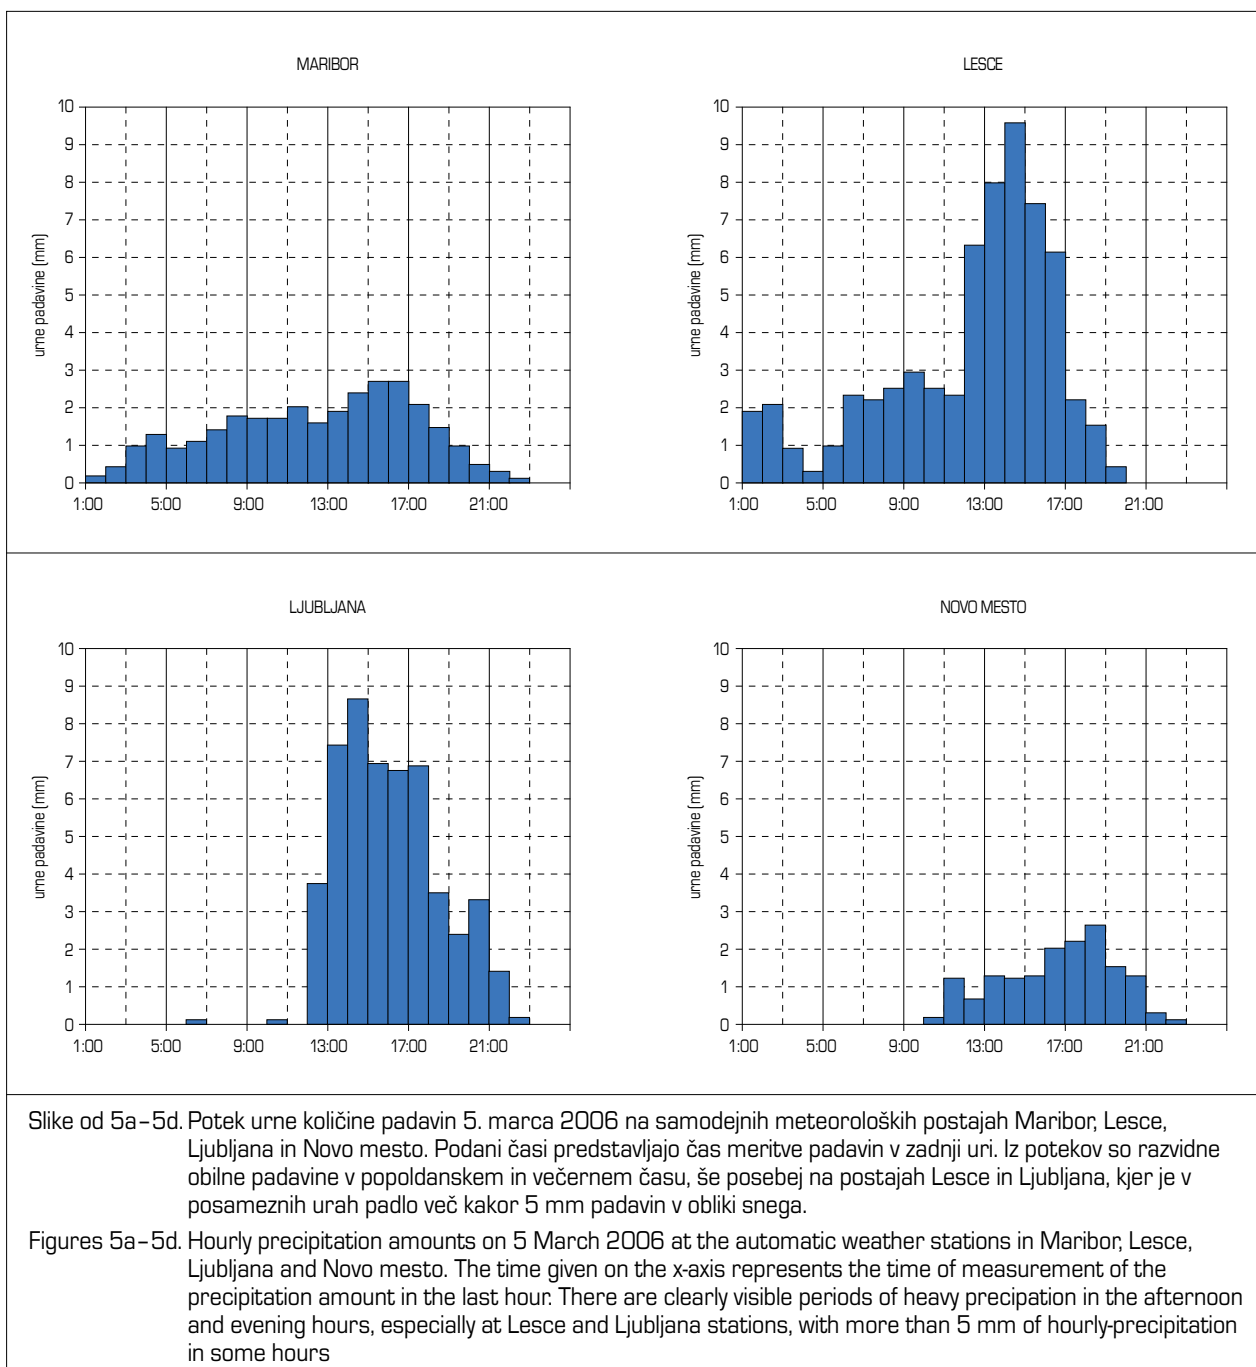 MARIBOR
urne padavine (mm)
10
9
8
7
6
5
4
3
2
1
0
1:00 5:00 9:00 13:00 17:00 21:00
LESCE
urne padavine (mm)
10
9
8
7
6
5
4
3
2
1
0
1:00 5:00 9:00 13:00 17:00 21:00
LJUBLJANA
urne padavine (mm)
10
9
8
7
6
5
4
3
2
1
0
1:00 5:00 9:00 13:00 17:00 21:00
NOVO MESTO
urne padavine (mm)
10
9
8
7
6
5
4
3
2
1
0
1:00 5:00 9:00 13:00 17:00 21:00
Slike od 5a–5d. Potek urne količine padavin 5. marca 2006 na samodejnih meteoroloških postajah Maribor, Lesce,
Ljubljana in Novo mesto. Podani časi predstavljajo čas meritve padavin v zadnji uri. Iz potekov so razvidne
obilne padavine v popoldanskem in večernem času, še posebej na postajah Lesce in Ljubljana, kjer je v
posameznih urah padlo več kakor 5 mm padavin v obliki snega.
Figures 5a–5d. Hourly precipitation amounts on 5 March 2006 at the automatic weather stations in Maribor, Lesce,
Ljubljana and Novo mesto. The time given on the x-axis represents the time of measurement of the
precipitation amount in the last hour. There are clearly visible periods of heavy precipation in the afternoon
and evening hours, especially at Lesce and Ljubljana stations, with more than 5 mm of hourly-precipitation
in some hours